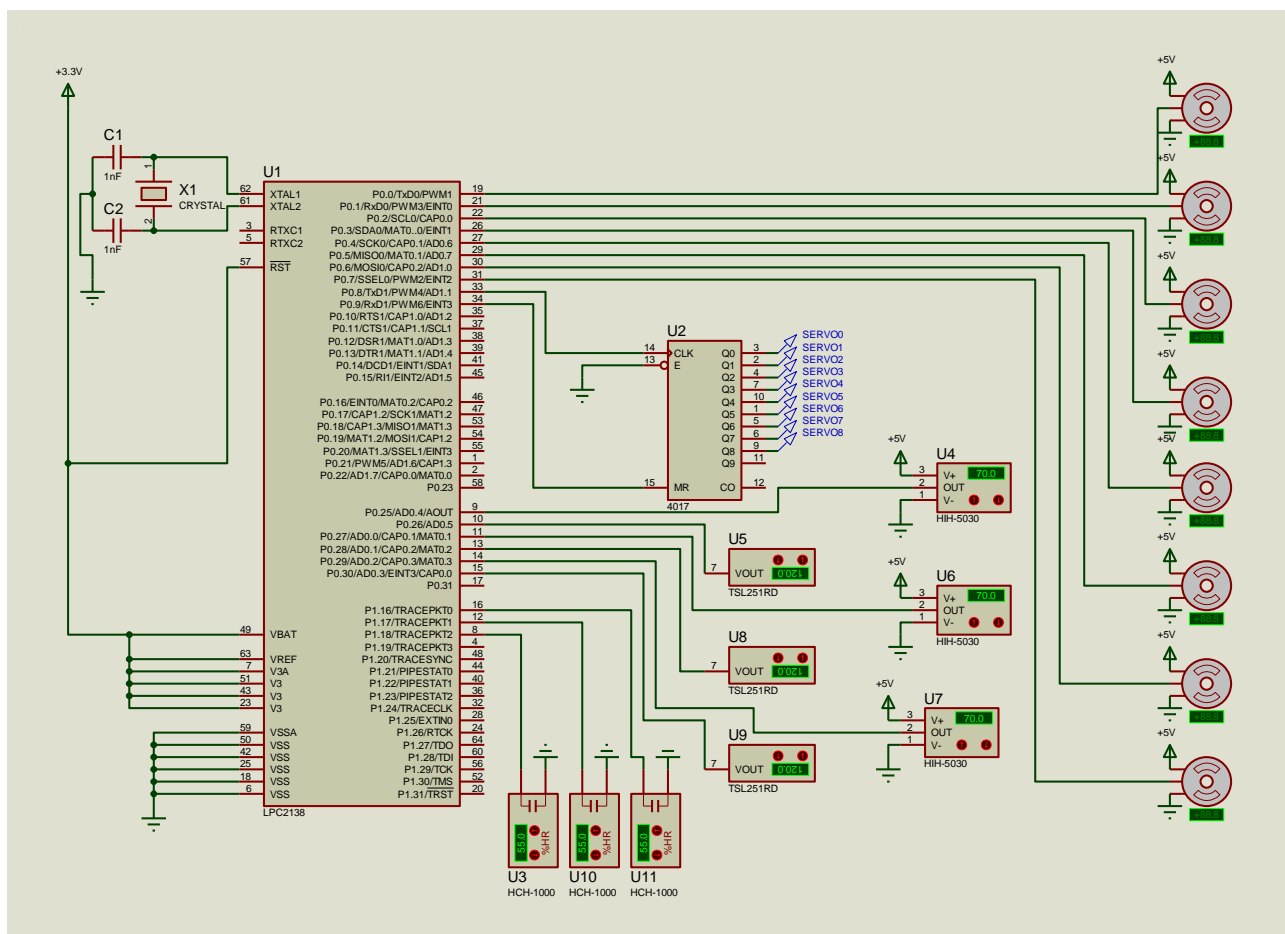 +3.3V
C1
1nF
1
X1
CRYSTAL
C2
2
1nF
U1
62 XTAL1
61 XTAL2
3 RTXC1
5 RTXC2
57 RST
49 VBAT
63 VREF
7 V3A
51 V3
43 V3
23 V3
59 VSSA
50 VSS
42 VSS
25 VSS
18 VSS
6 VSS
P0.0/TxD0/PWM1 19
P0.1/RxD0/PWM3/EINT0 21
P0.2/SCL0/CAP0.0 22
P0.3/SDA0/MAT0..0/EINT1 26
P0.4/SCK0/CAP0.1/AD0.6 27
P0.5/MISO0/MAT0.1/AD0.7 29
P0.6/MOSI0/CAP0.2/AD1.0 30
P0.7/SSEL0/PWM2/EINT2 31
P0.8/TxD1/PWM4/AD1.1 33
P0.9/RxD1/PWM6/EINT3 34
P0.10/RTS1/CAP1.0/AD1.2 35
P0.11/CTS1/CAP1.1/SCL1 37
P0.12/DSR1/MAT1.0/AD1.3 38
P0.13/DTR1/MAT1.1/AD1.4 39
P0.14/DCD1/EINT1/SDA1 41
P0.15/RI1/EINT2/AD1.5 45
P0.16/EINT0/MAT0.2/CAP0.2 46
P0.17/CAP1.2/SCK1/MAT1.2 47
P0.18/CAP1.3/MISO1/MAT1.3 53
P0.19/MAT1.2/MOSI1/CAP1.2 54
P0.20/MAT1.3/SSEL1/EINT3 55
P0.21/PWM5/AD1.6/CAP1.3 1
P0.22/AD1.7/CAP0.0/MAT0.0 2
P0.23 58
P0.25/AD0.4/AOUT 9
P0.26/AD0.5 10
P0.27/AD0.0/CAP0.1/MAT0.1 11
P0.28/AD0.1/CAP0.2/MAT0.2 13
P0.29/AD0.2/CAP0.3/MAT0.3 14
P0.30/AD0.3/EINT3/CAP0.0 15
P0.31 17
P1.16/TRACEPKT0 16
P1.17/TRACEPKT1 12
P1.18/TRACEPKT2 8
P1.19/TRACEPKT3 4
P1.20/TRACESYNC 48
P1.21/PIPESTAT0 44
P1.22/PIPESTAT1 40
P1.23/PIPESTAT2 36
P1.24/TRACECLK 32
P1.25/EXTIN0 28
P1.26/RTCK 24
P1.27/TDO 64
P1.28/TDI 60
P1.29/TCK 56
P1.30/TMS 52
P1.31/TRST 20
LPC2138
U2
14 CLK
13 E
15 MR
Q0 3
Q1 2
Q2 4
Q3 7
Q4 10
Q5 1
Q6 5
Q7 6
Q8 9
Q9 11
CO 12
4017
SERVO0
SERVO1
SERVO2
SERVO3
SERVO4
SERVO5
SERVO6
SERVO7
SERVO8
+5V
U4
3 V+ 70.0
2 OUT
1 V-
HIH-5030
U5
7 VOUT 120.0
TSL251RD
+5V
U6
3 V+ 70.0
2 OUT
1 V-
HIH-5030
U8
7 VOUT 120.0
TSL251RD
+5V
U7
3 V+ 70.0
2 OUT
1 V-
HIH-5030
U9
7 VOUT 120.0
TSL251RD
55.0 %HR
U3
HCH-1000
55.0 %HR
U10
HCH-1000
55.0 %HR
U11
HCH-1000
+5V
+5V
+5V
+5V
+5V
+5V
+5V
+5V